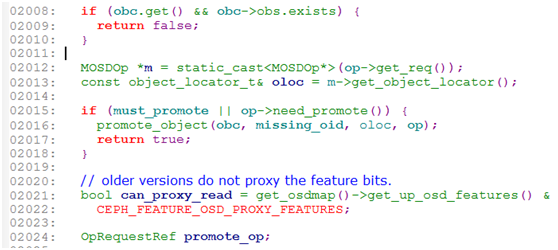 02008: if (obc.get() && obc->obs.exists) {
02009: return false;
02010: }
02011:
02012: MOSDOp *m = static_cast<MOSDOp*>(op->get_req());
02013: const object_locator_t& oloc = m->get_object_locator();
02014:
02015: if (must_promote || op->need_promote()) {
02016: promote_object(obc, missing_oid, oloc, op);
02017: return true;
02018: }
02019:
02020: // older versions do not proxy the feature bits.
02021: bool can_proxy_read = get_osdmap()->get_up_osd_features() &
02022: CEPH_FEATURE_OSD_PROXY_FEATURES;
02023:
02024: OpRequestRef promote_op;